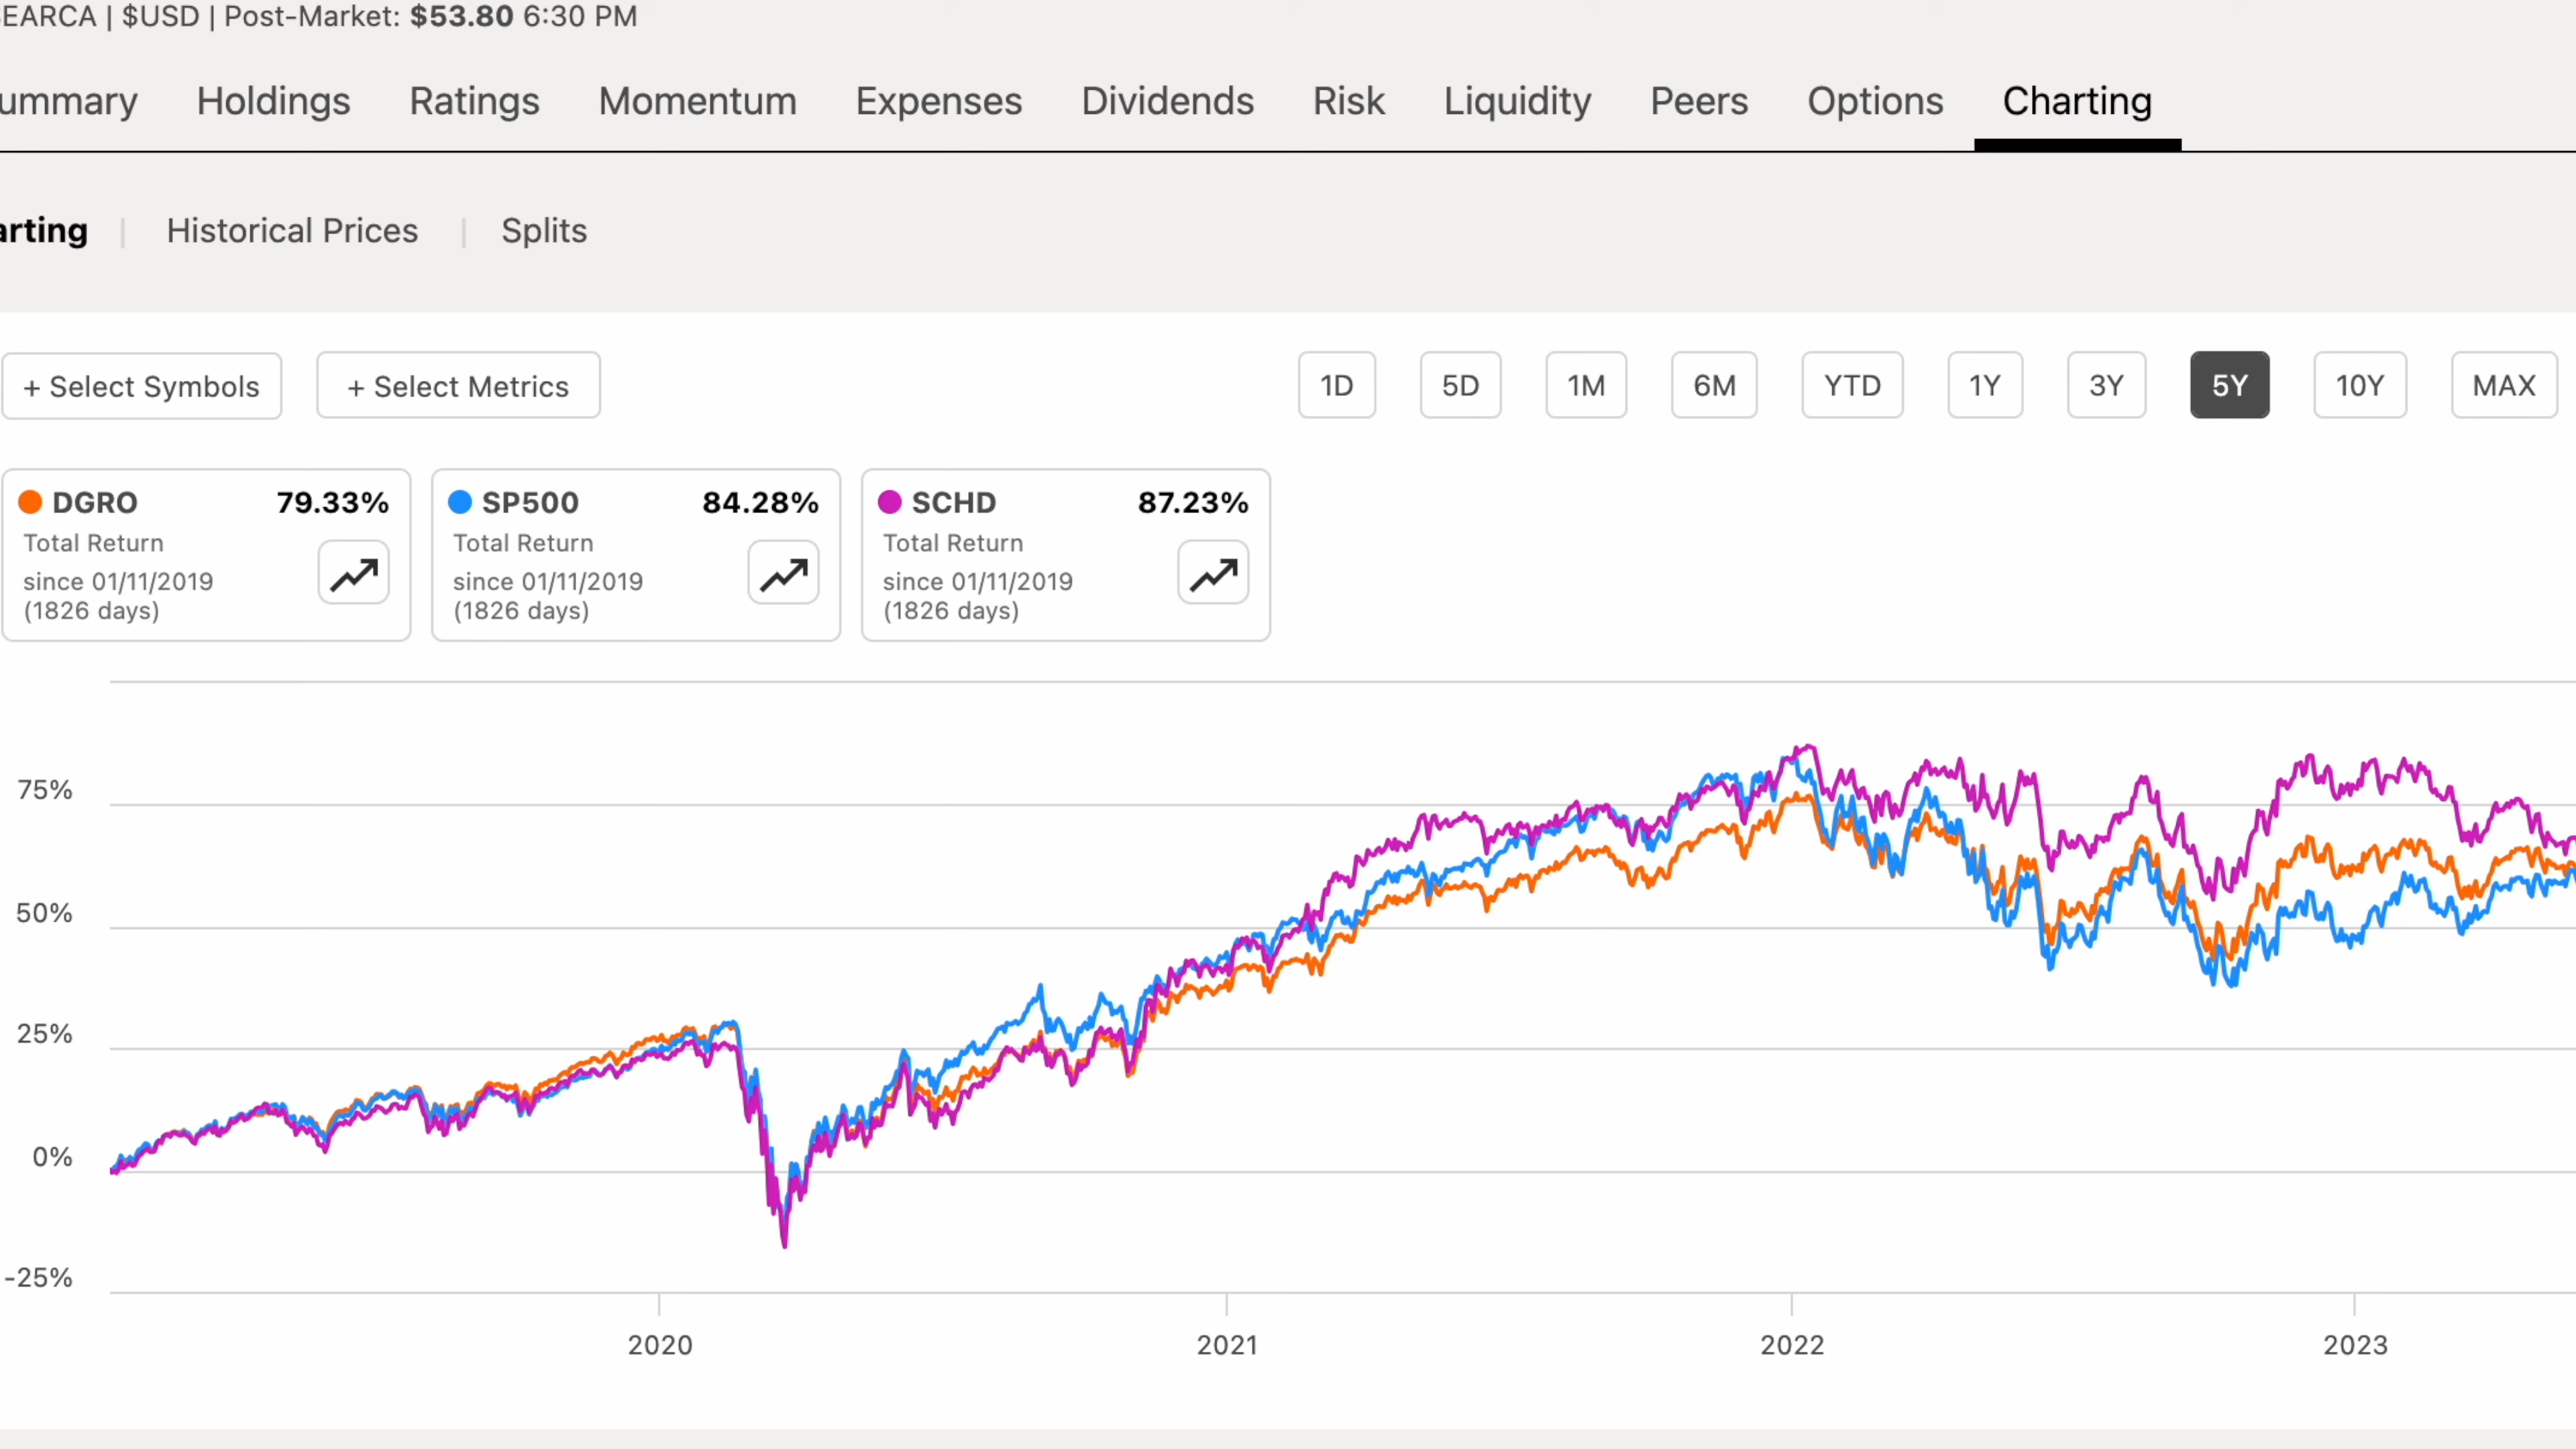 EARCA | $USD | Post-Market: $53.80 6:30 PM
ummary Holdings Ratings Momentum Expenses Dividends Risk Liquidity Peers Options Charting
arting | Historical Prices | Splits
+ Select Symbols + Select Metrics 1D 5D 1M 6M YTD 1Y 3Y 5Y 10Y MAX
DGRO 79.33% SP500 84.28% SCHD 87.23%
Total Return Total Return Total Return
since 01/11/2019 since 01/11/2019 since 01/11/2019
(1826 days) (1826 days) (1826 days)
75%
50%
25%
0%
-25%
2020 2021 2022 2023